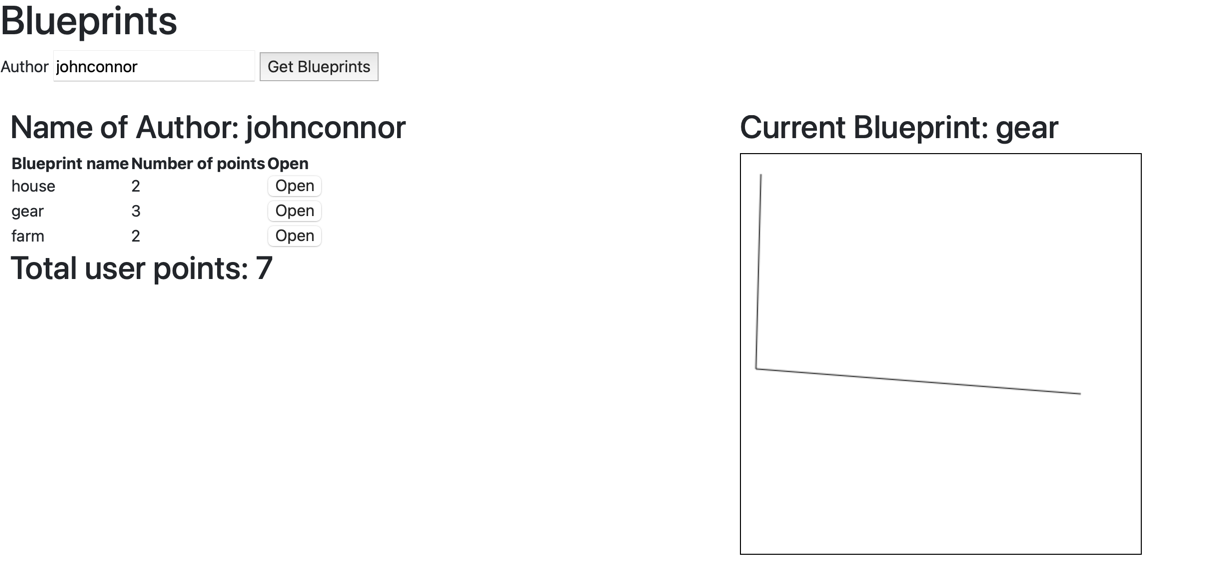 Blueprints
Author johnconnor Get Blueprints
Name of Author: johnconnor
Blueprint name Number of points Open
house 2 Open
gear 3 Open
farm 2 Open
Total user points: 7
Current Blueprint: gear